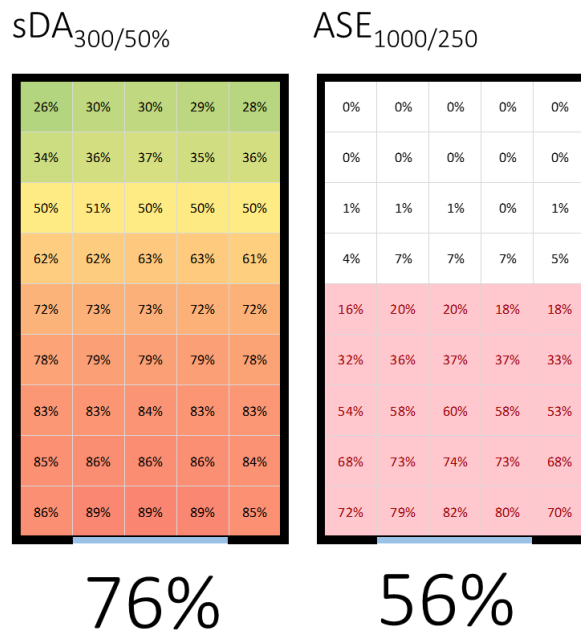 sDA300/50% ASE1000/250
26% 30% 30% 29% 28% 0% 0% 0% 0% 0%
34% 36% 37% 35% 36% 0% 0% 0% 0% 0%
50% 51% 50% 50% 50% 1% 1% 1% 0% 1%
62% 62% 63% 63% 61% 4% 7% 7% 7% 5%
72% 73% 73% 72% 72% 16% 20% 20% 18% 18%
78% 79% 79% 79% 78% 32% 36% 37% 37% 33%
83% 83% 84% 83% 83% 54% 58% 60% 58% 53%
85% 86% 86% 86% 84% 68% 73% 74% 73% 68%
86% 89% 89% 89% 85% 72% 79% 82% 80% 70%
76% 56%